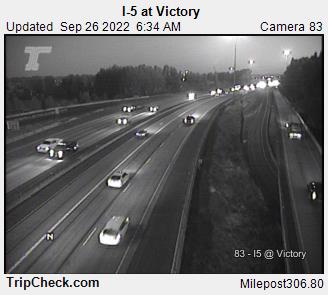 I-5 at Victory
Updated Sep 26 2022 6:34 AM Camera 83
T
N
83 - I5 @ Victory
TripCheck.com Milepost306.80